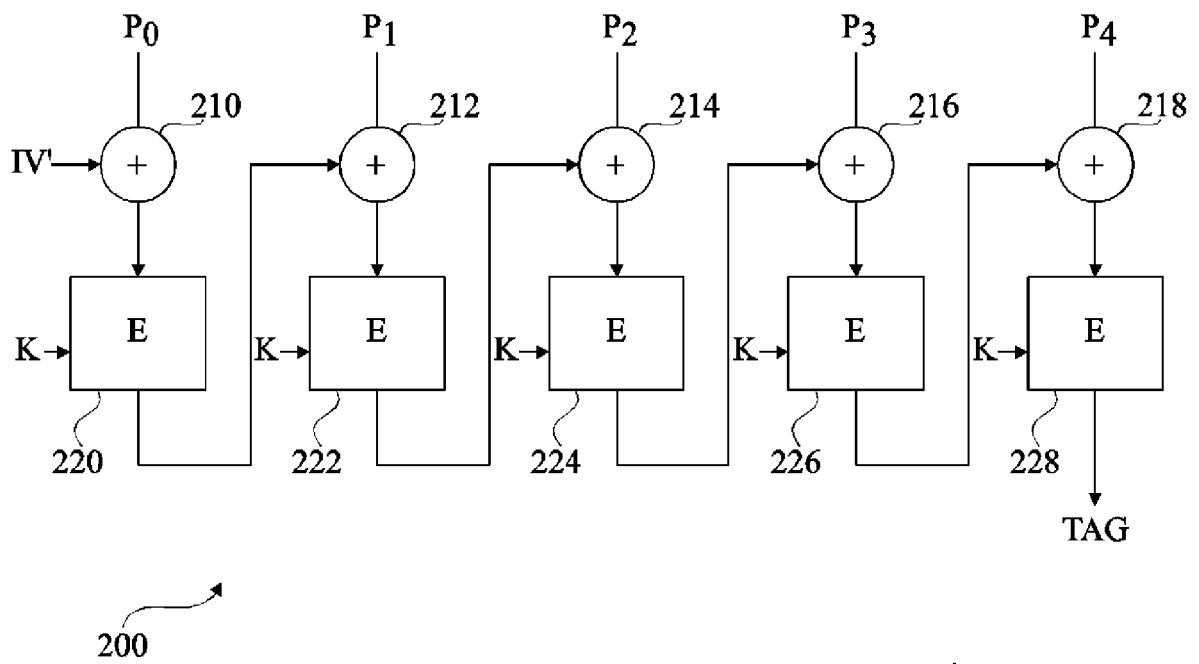 P0 P1 P2 P3 P4
210 212 214 216 218
IV' + + + + +
E E E E E
K K K K K
220 222 224 226 228
TAG
200